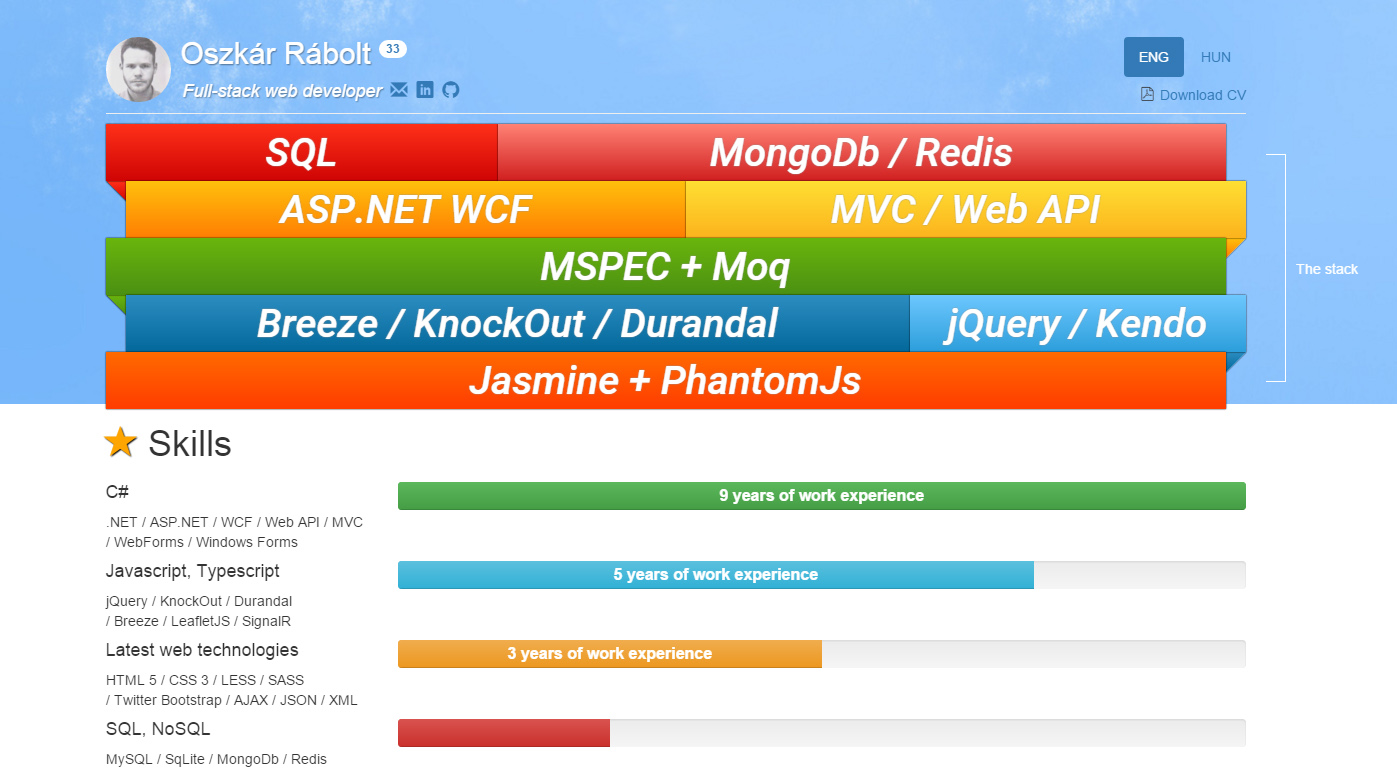 Oszkár Rábolt 33
Full-stack web developer
ENG HUN
Download CV
SQL MongoDb / Redis
ASP.NET WCF MVC / Web API
MSPEC + Moq
The stack
Breeze / KnockOut / Durandal jQuery / Kendo
Jasmine + PhantomJs
Skills
C#
9 years of work experience
.NET / ASP.NET / WCF / Web API / MVC
/ WebForms / Windows Forms
Javascript, Typescript
5 years of work experience
jQuery / KnockOut / Durandal
/ Breeze / LeafletJS / SignalR
Latest web technologies
3 years of work experience
HTML 5 / CSS 3 / LESS / SASS
/ Twitter Bootstrap / AJAX / JSON / XML
SQL, NoSQL
MySQL / SqLite / MongoDb / Redis